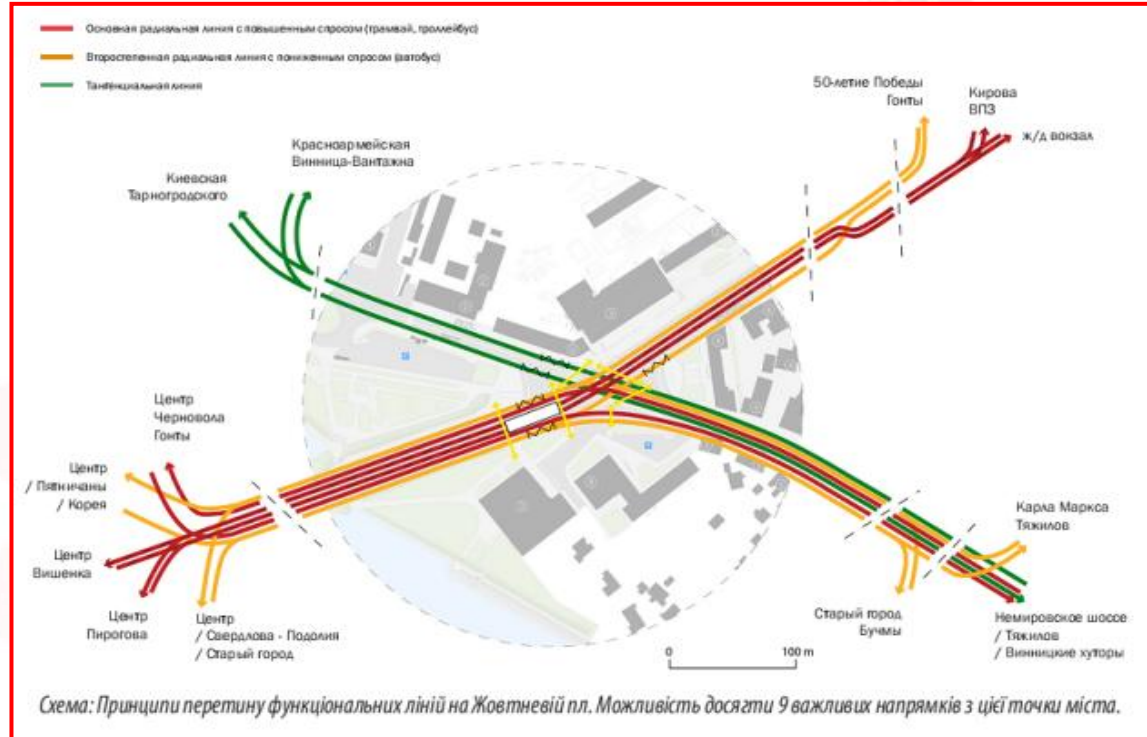 Основная радиальная линия с повышенным спросом (трамвай, троллейбус)
Второстепенная радиальная линия с пониженным спросом (автобус)
Тангенциальная линия
50-летие Победы
Гонты
Кирова
ВПЗ
ж/д вокзал
Красноармейская
Винница-Вантажна
Киевская
Тарногродского
Центр
Черновола
Гонты
Центр
/ Пятничаны
/ Корея
Центр
Вишенка
Центр
Пирогова
Центр
/ Свердлова - Подолия
/ Старый город
Карла Маркса
Тяжилов
Старый город
Бучмы
Немировское шоссе
/ Тяжилов
/ Винницкие хуторы
0 100 m
Схема: Принципи перетину функціональних ліній на Жовтневій пл. Можливість досягти 9 важливих напрямків з цієї точки міста.